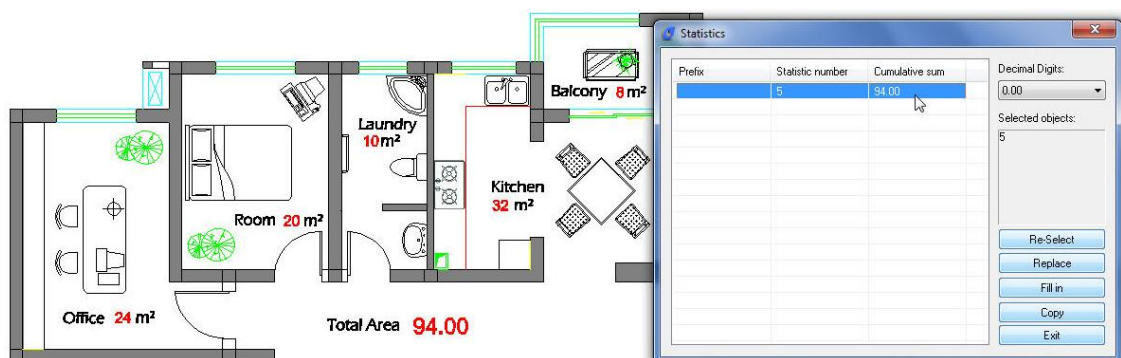 Balcony 8 m²
Laundry
10 m²
Kitchen
32 m²
Room 20 m²
Office 24 m²
Total Area 94.00
Statistics
Prefix Statistic number Cumulative sum
5 94.00
Decimal Digits:
0.00
Selected objects:
5
Re-Select
Replace
Fill in
Copy
Exit